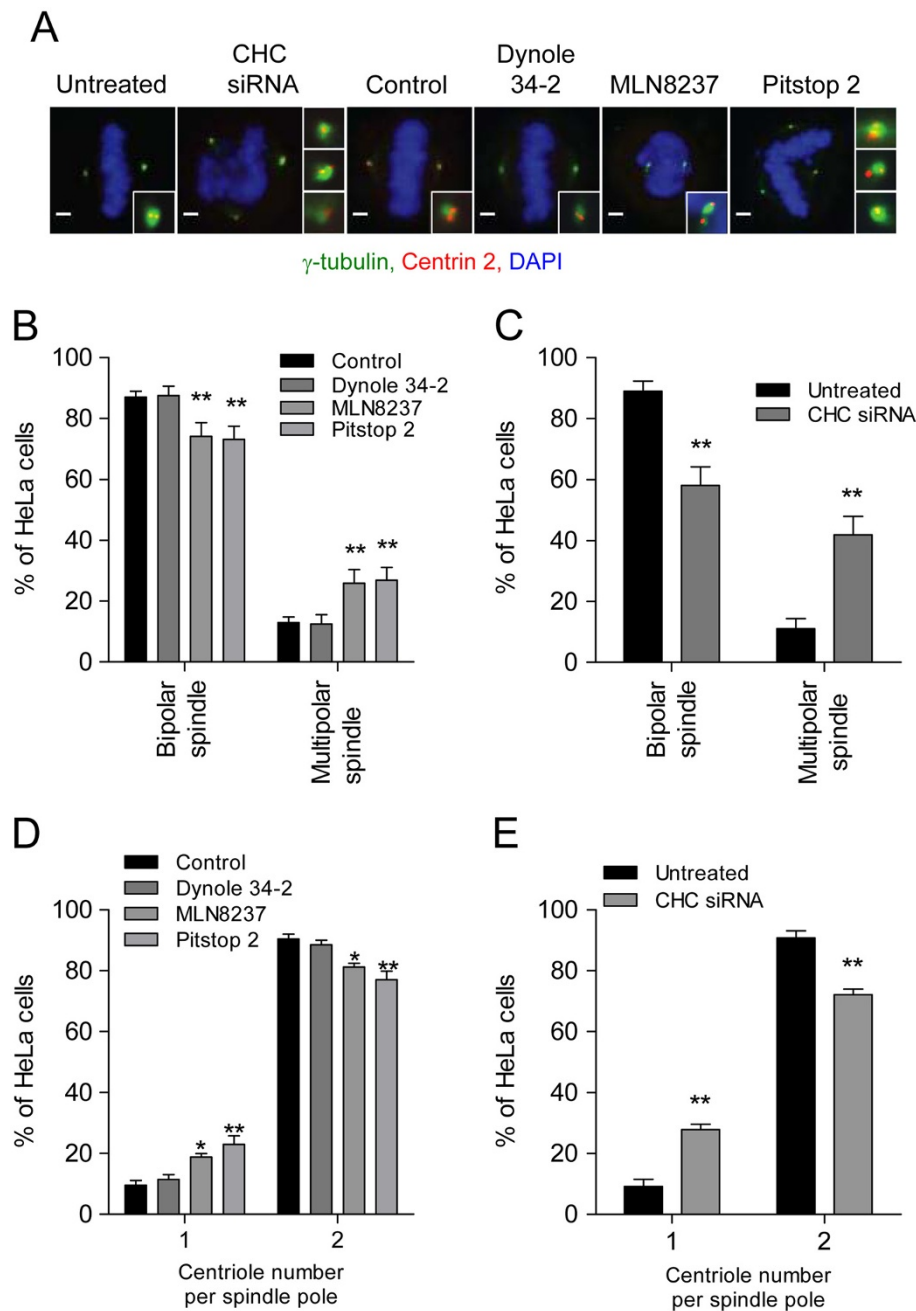 A
Untreated
CHC
siRNA
Control
Dynole
34-2
MLN8237
Pitstop 2
γ-tubulin, Centrin 2, DAPI
B
100
80
60
40
20
0
% of HeLa cells
Control
Dynole 34-2
MLN8237
Pitstop 2
** **
** **
Bipolar
spindle
Multipolar
spindle
C
100
80
60
40
20
0
% of HeLa cells
Untreated
CHC siRNA
**
**
Bipolar
spindle
Multipolar
spindle
D
Control
Dynole 34-2
MLN8237
Pitstop 2
100
80
60
40
20
0
% of HeLa cells
* **
* **
1 2
Centriole number
per spindle pole
E
Untreated
CHC siRNA
100
80
60
40
20
0
% of HeLa cells
**
**
1 2
Centriole number
per spindle pole